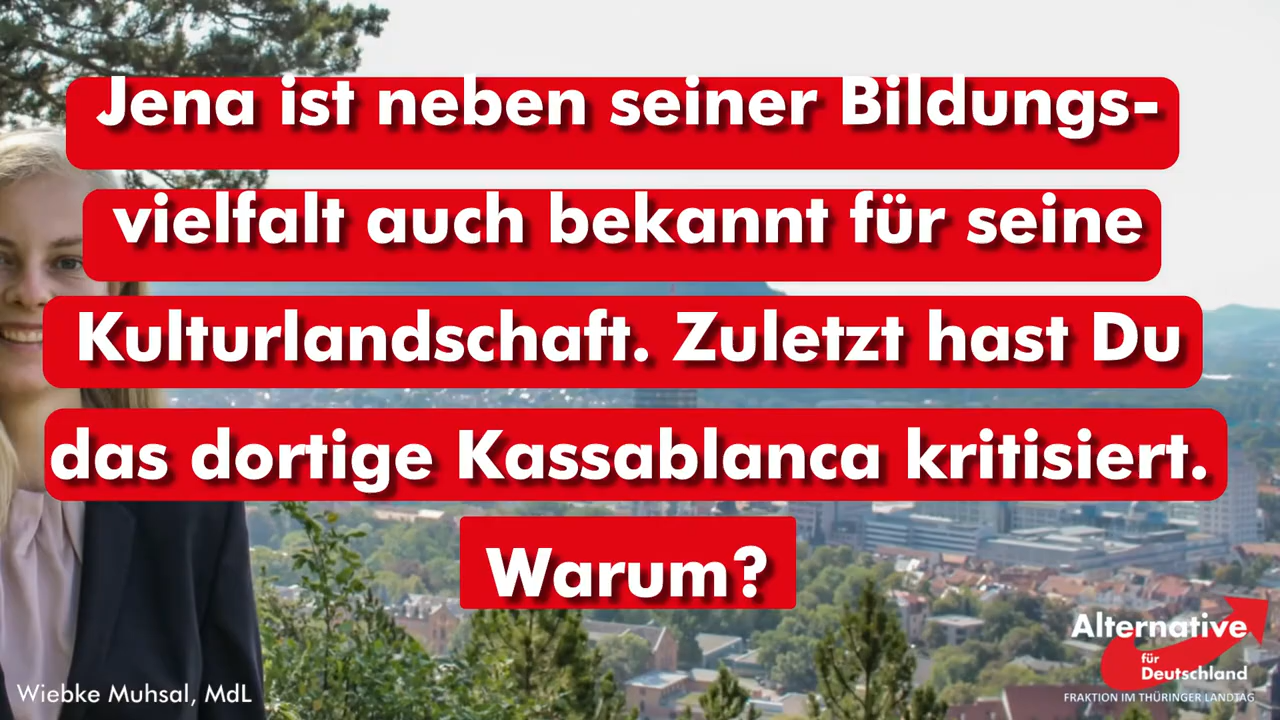 Jena ist neben seiner Bildungs-
vielfalt auch bekannt für seine
Kulturlandschaft. Zuletzt hast Du
das dortige Kassablanca kritisiert.
Warum?
Wiebke Muhsal, MdL
Alternative
für
Deutschland
FRAKTION IM THÜRINGER LANDTAG